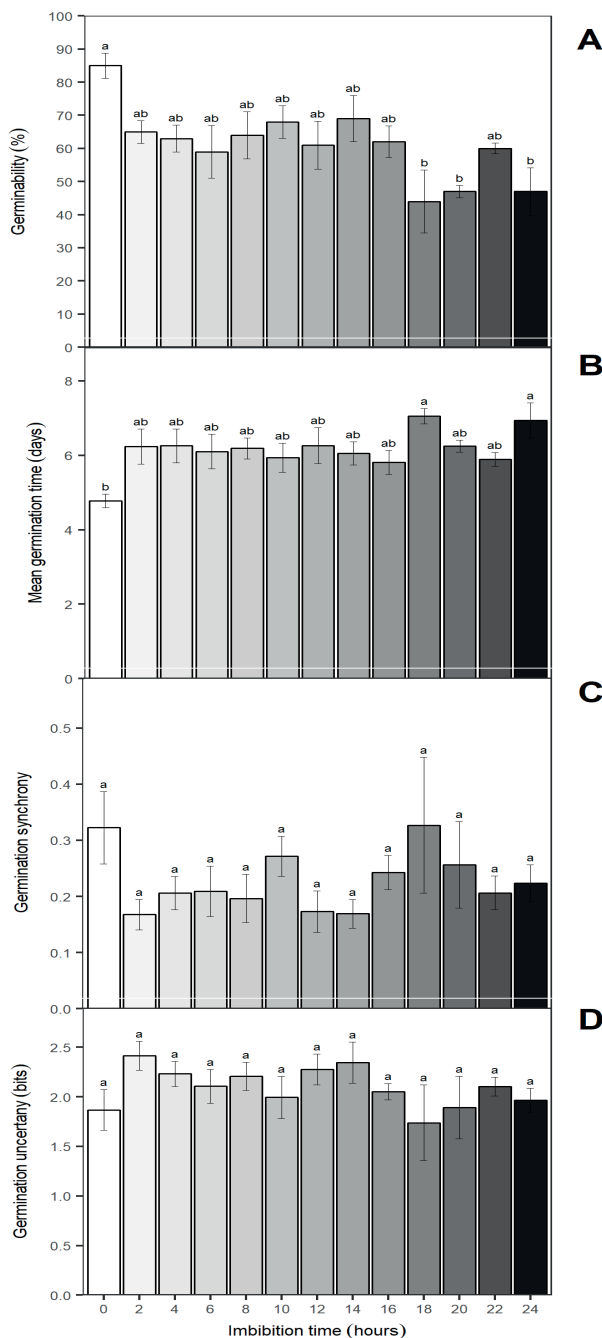 A
100
90
80
70
60
50
40
30
20
10
0
Germinability (%)
a ab ab ab ab ab ab ab ab b b ab b
B
8
6
4
2
0
Mean germination time (days)
b ab ab ab ab ab ab ab ab a ab ab a
C
0.5
0.4
0.3
0.2
0.1
0.0
Germination synchrony
a a a a a a a a a a a a a
D
2.5
2.0
1.5
1.0
0.5
0.0
Germination uncertany (bits)
a a a a a a a a a a a a a
0 2 4 6 8 10 12 14 16 18 20 22 24
Imbibition time (hours)